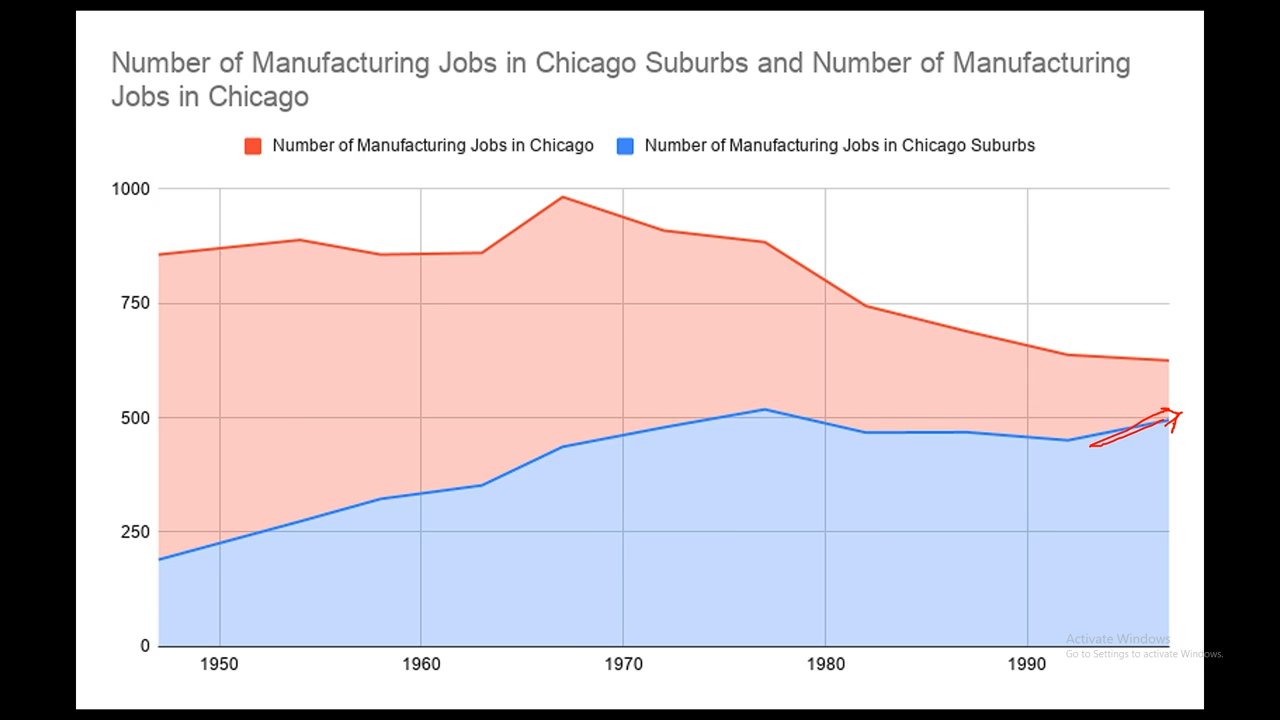 Number of Manufacturing Jobs in Chicago Suburbs and Number of Manufacturing
Jobs in Chicago
Number of Manufacturing Jobs in Chicago
Number of Manufacturing Jobs in Chicago Suburbs
1000
750
500
250
0
1950
1960
1970
1980
1990
Activate Windows
Go to Settings to activate Windows.